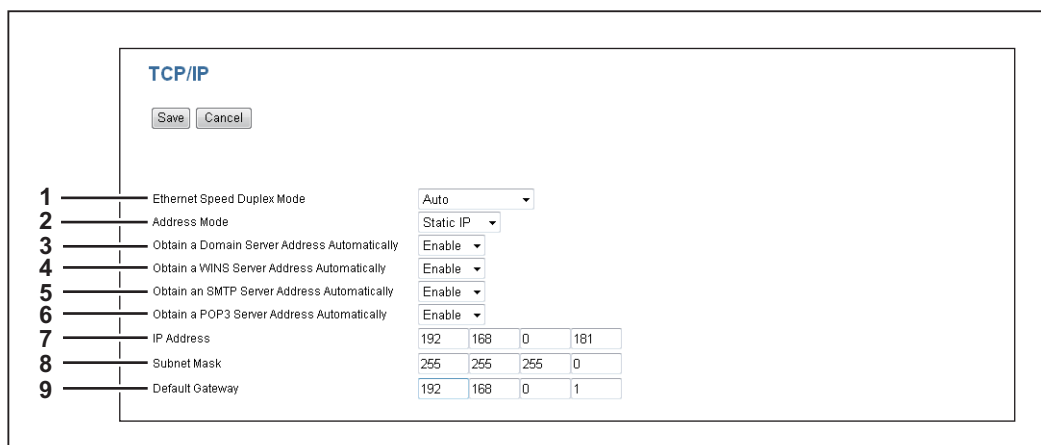 TCP/IP
Save Cancel
1 Ethernet Speed Duplex Mode Auto
2 Address Mode Static IP
3 Obtain a Domain Server Address Automatically Enable
4 Obtain a WINS Server Address Automatically Enable
5 Obtain an SMTP Server Address Automatically Enable
6 Obtain a POP3 Server Address Automatically Enable
7 IP Address 192 168 0 181
8 Subnet Mask 255 255 255 0
9 Default Gateway 192 168 0 1